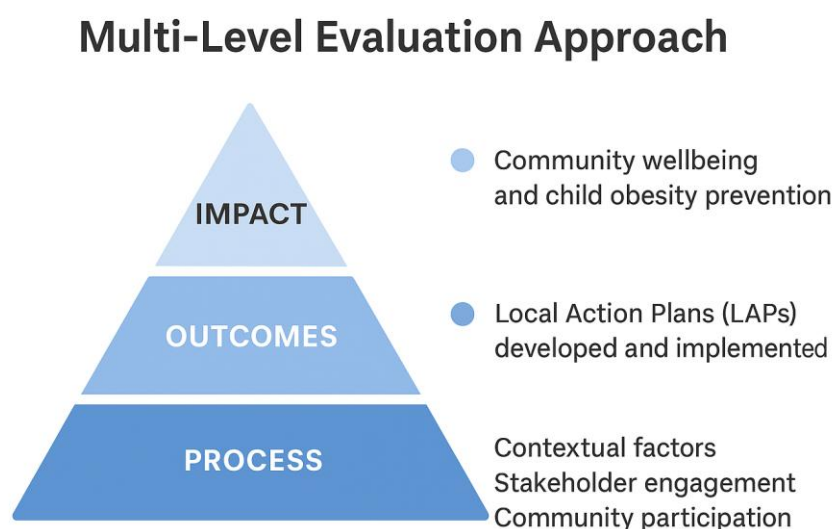 Multi-Level Evaluation Approach
IMPACT
Community wellbeing
and child obesity prevention
OUTCOMES
Local Action Plans (LAPs)
developed and implemented
PROCESS
Contextual factors
Stakeholder engagement
Community participation